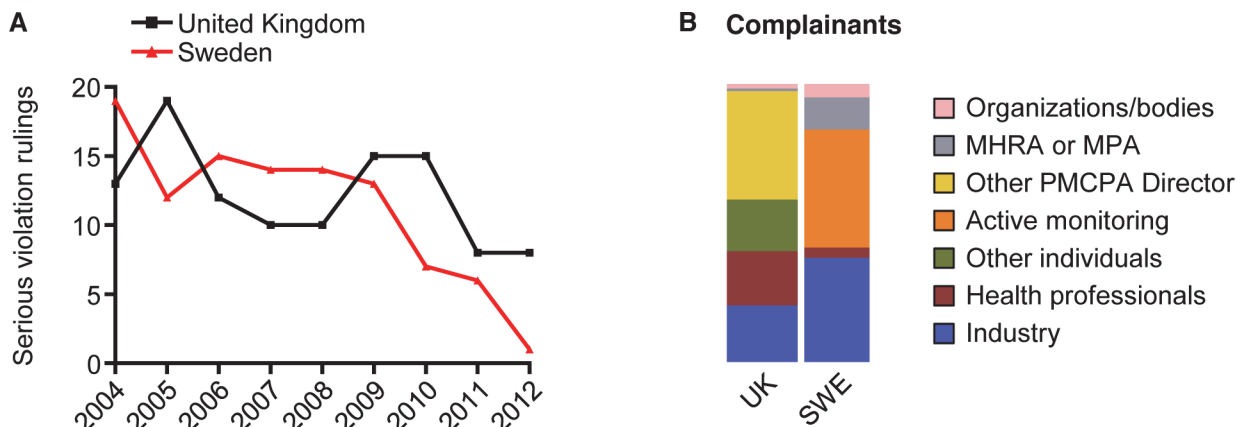 A
United Kingdom
Sweden
Serious violation rulings
20
15
10
5
0
2004
2005
2006
2007
2008
2009
2010
2011
2012
B Complainants
UK
SWE
Organizations/bodies
MHRA or MPA
Other PMCPA Director
Active monitoring
Other individuals
Health professionals
Industry